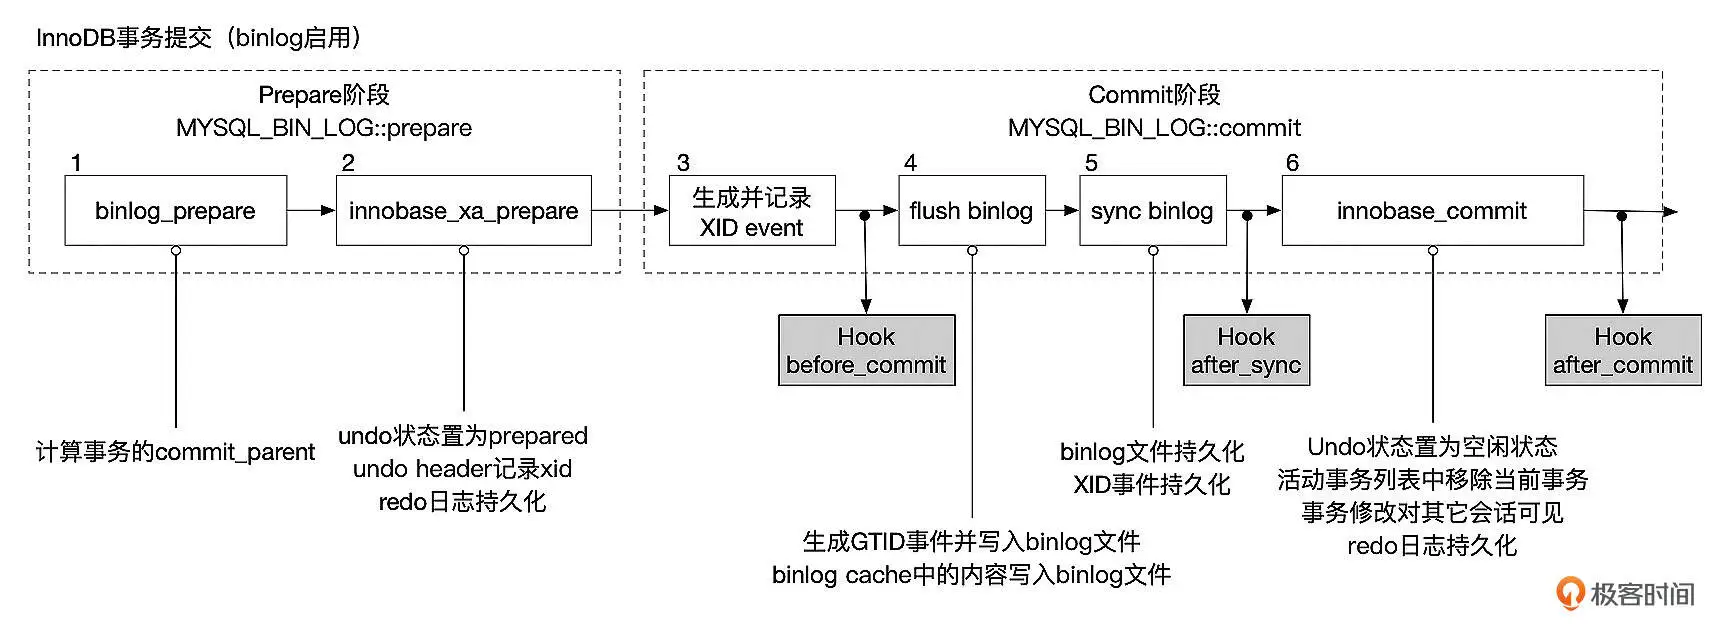 InnoDB事务提交（binlog启用）
Prepare阶段
MYSQL_BIN_LOG::prepare
1
binlog_prepare
2
innobase_xa_prepare
计算事务的commit_parent
undo状态置为prepared
undo header记录xid
redo日志持久化
Commit阶段
MYSQL_BIN_LOG::commit
3
生成并记录
XID event
4
flush binlog
5
sync binlog
6
innobase_commit
Hook
before_commit
Hook
after_sync
Hook
after_commit
生成GTID事件并写入binlog文件
binlog cache中的内容写入binlog文件
binlog文件持久化
XID事件持久化
Undo状态置为空闲状态
活动事务列表中移除当前事务
事务修改对其它会话可见
redo日志持久化
极客时间